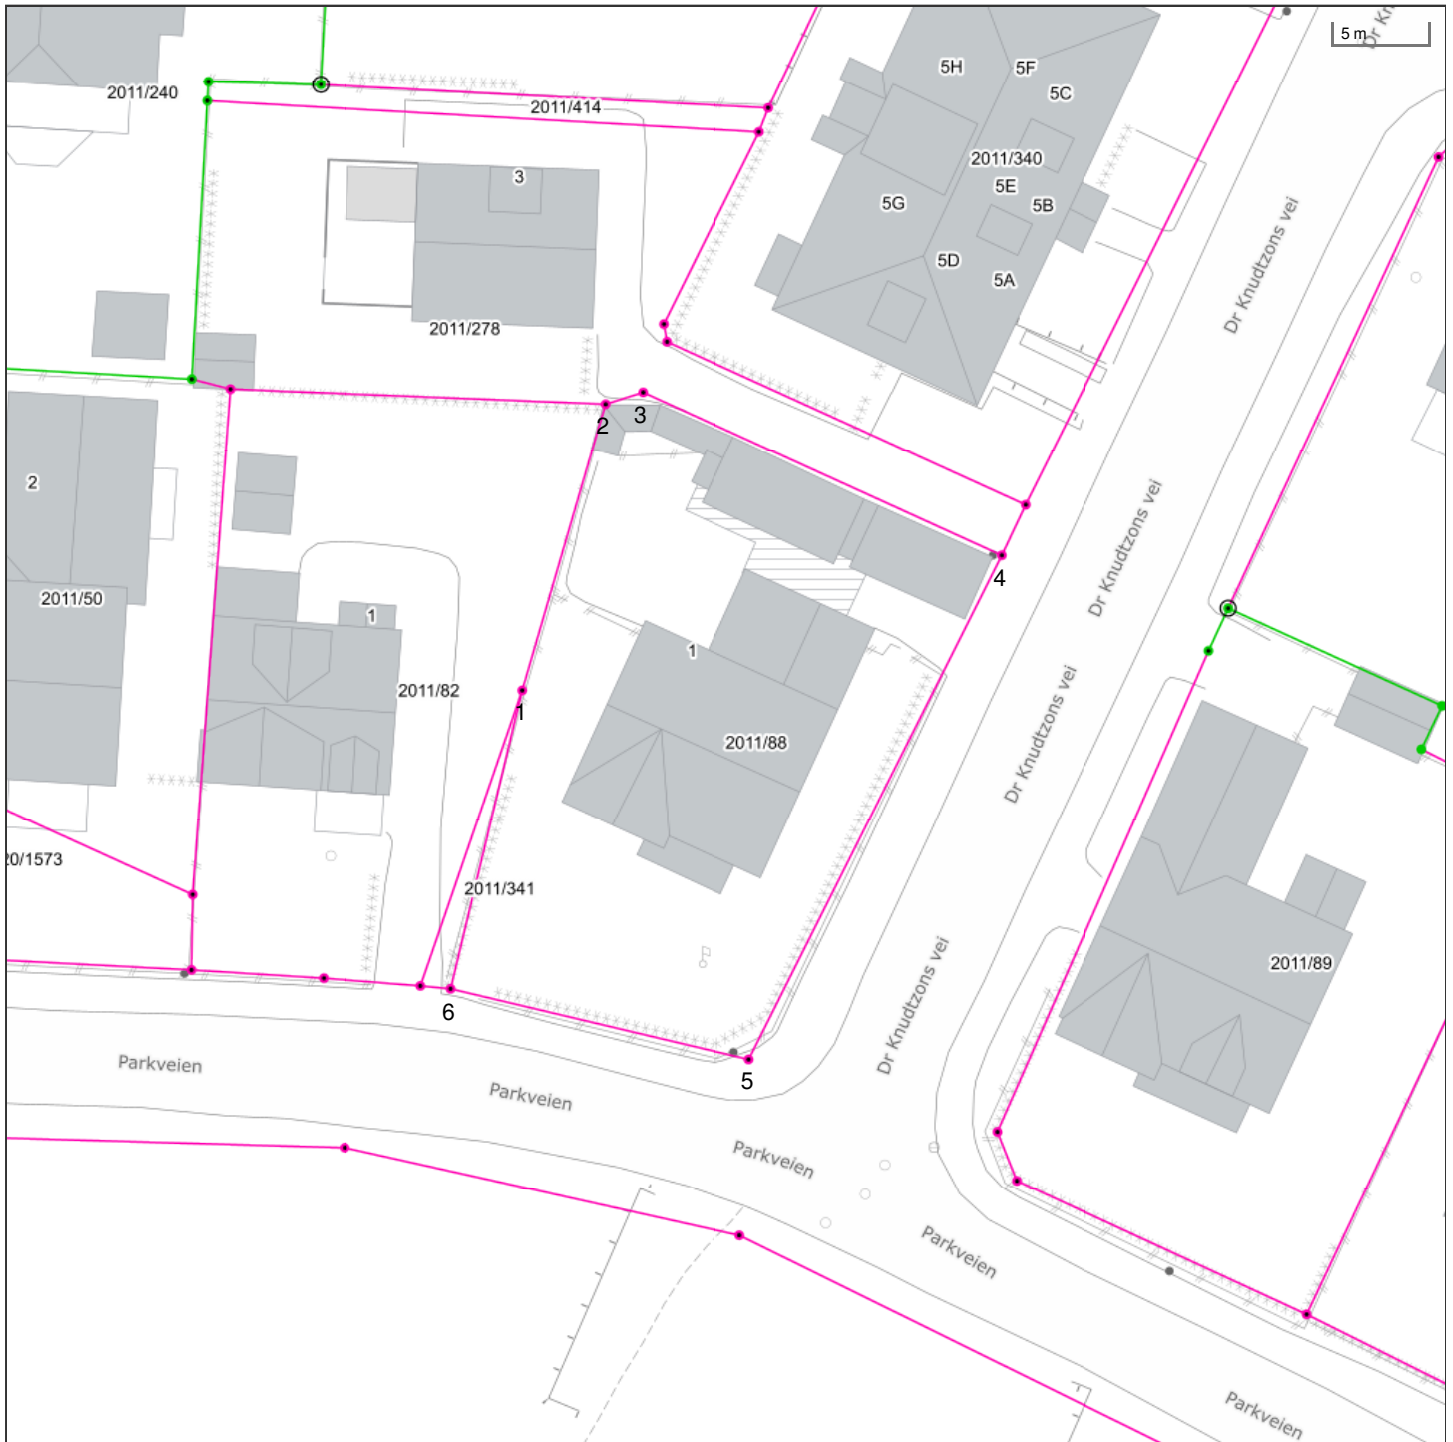 5 m
Dr Kn
5H
5F
2011/240
5C
2011/414
2011/340
3
5E
5G
5B
Dr Knudtzons vei
5D
5A
2011/278
3
2
2
Dr Knudtzons vei
4
2011/50
1
1
2011/82
Dr Knudtzons vei
1
2011/88
20/1573
2011/341
2011/89
6
Dr Knudtzons vei
Parkveien
5
Parkveien
Parkveien
Parkveien
Parkveien